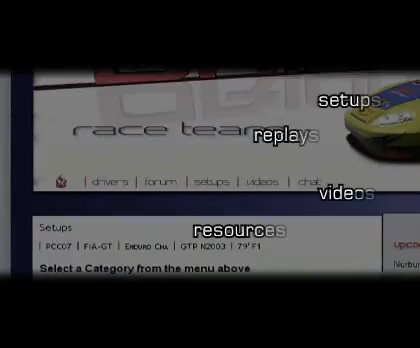 setups
race team
replays
| drivers | forum | setups | videos | chat
videos
Setups
resources
| PCC07 | FIA-GT | ENDURO CHA | GTP N2003 | 79' F1
Select a Category from the menu above